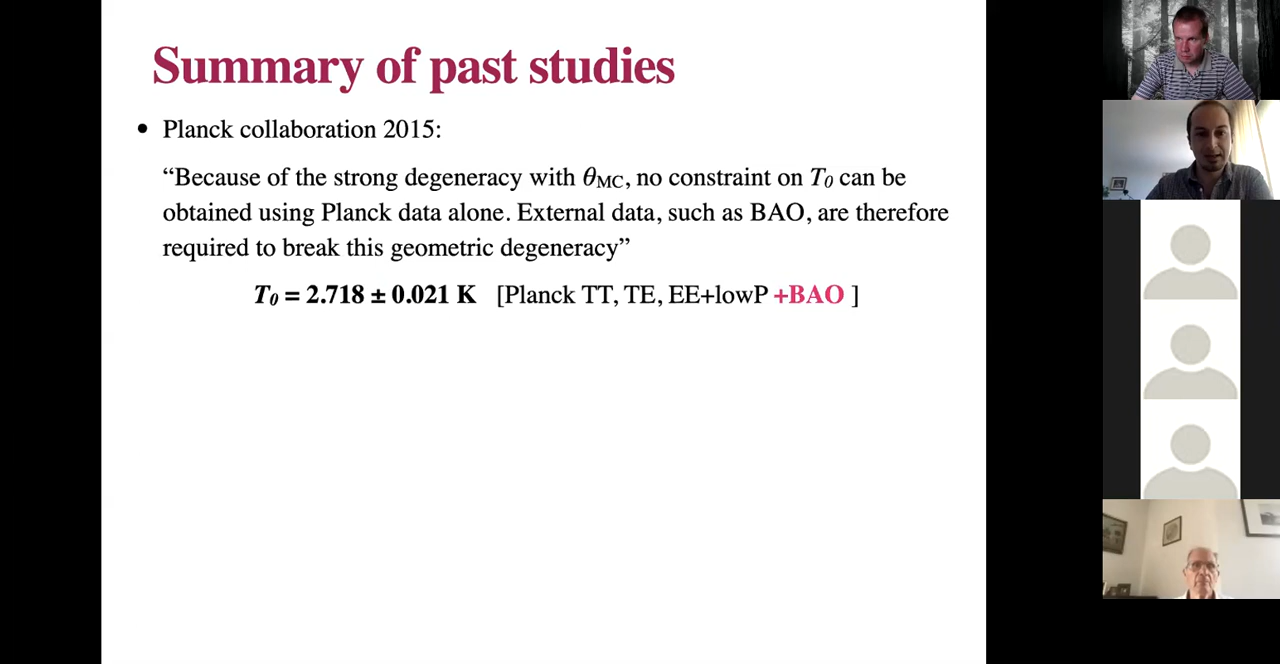 Summary of past studies
• Planck collaboration 2015:
“Because of the strong degeneracy with θMC, no constraint on T0 can be
obtained using Planck data alone. External data, such as BAO, are therefore
required to break this geometric degeneracy”
T0 = 2.718 ± 0.021 K [Planck TT, TE, EE+lowP +BAO ]